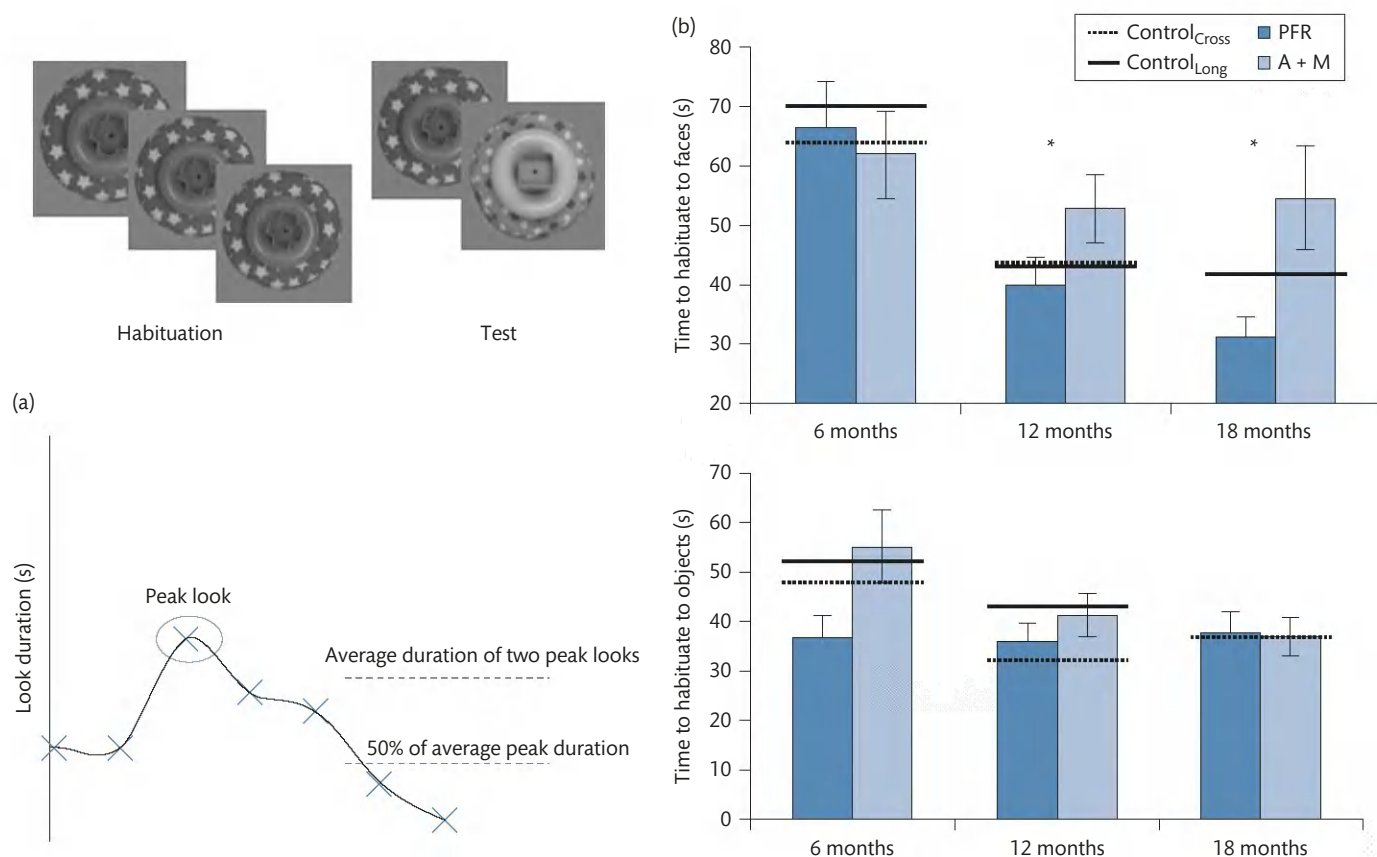 Habituation
Test
(a)
Look duration (s)
Peak look
Average duration of two peak looks
50% of average peak duration
(b)
Control_Cross
PFR
Control_Long
A + M
Time to habituate to faces (s)
80
70
60
50
40
30
20
*
*
6 months
12 months
18 months
Time to habituate to objects (s)
70
60
50
40
30
20
10
0
6 months
12 months
18 months